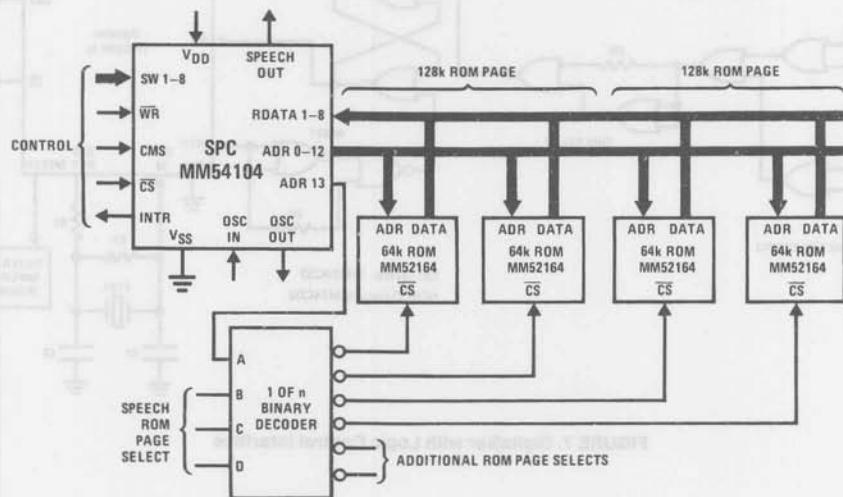 VDD
SPEECH
OUT
SW 1–8
WR
CMS
CS
INTR
CONTROL
SPC
MM54104
RDATA 1–8
ADR 0–12
ADR 13
VSS
OSC
IN
OSC
OUT
128k ROM PAGE
128k ROM PAGE
ADR DATA
64k ROM
MM52164
CS
ADR DATA
64k ROM
MM52164
CS
ADR DATA
64k ROM
MM52164
CS
ADR DATA
64k ROM
MM52164
CS
A
B
C
D
1 OF n
BINARY
DECODER
SPEECH
ROM
PAGE
SELECT
ADDITIONAL ROM PAGE SELECTS